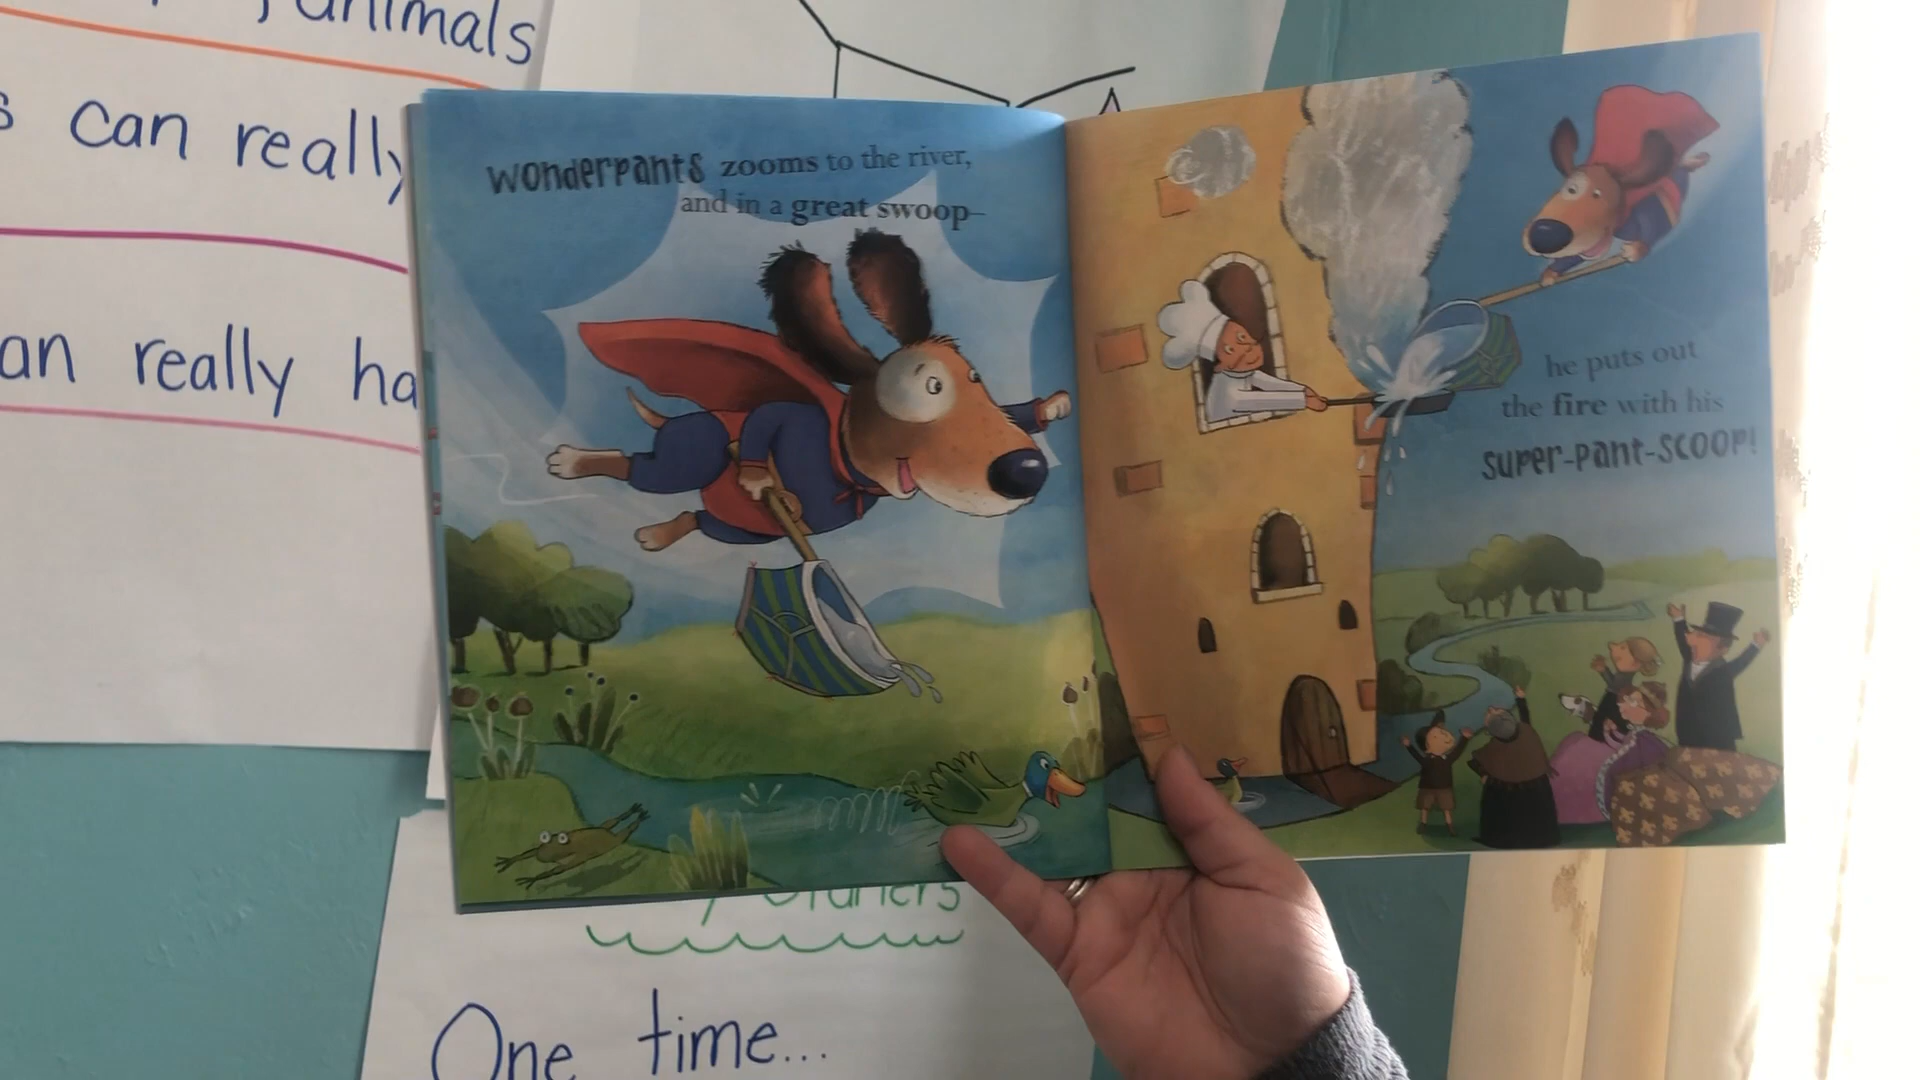 animals
can really
an really ha
wonderpants zooms to the river,
and in a great swoop–
he puts out
the fire with his
super-pant-scoop!
One time...